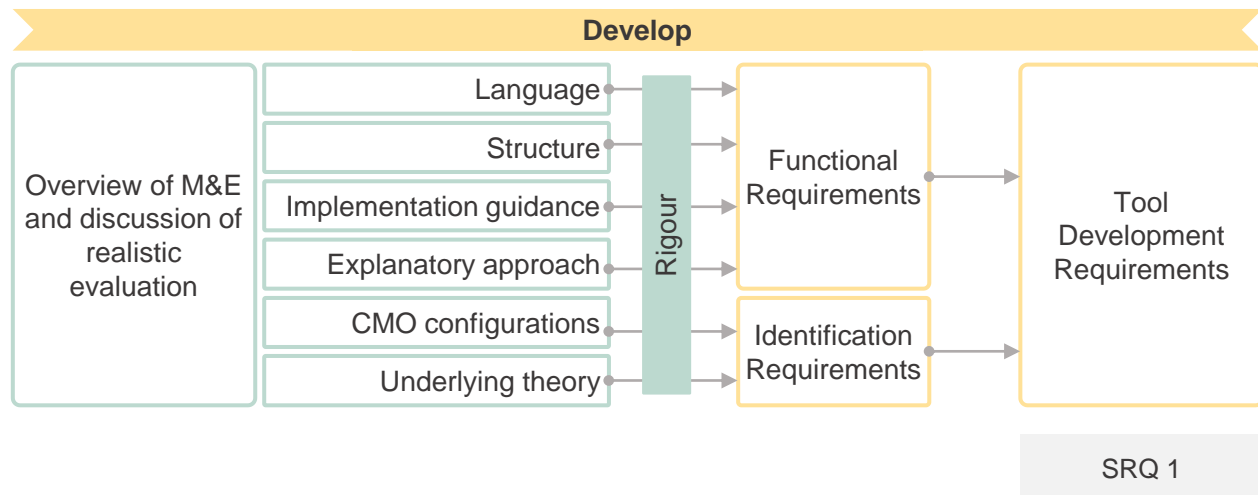 Develop
Overview of M&E
and discussion of
realistic
evaluation
Language
Structure
Implementation guidance
Explanatory approach
CMO configurations
Underlying theory
Rigour
Functional
Requirements
Identification
Requirements
Tool
Development
Requirements
SRQ 1